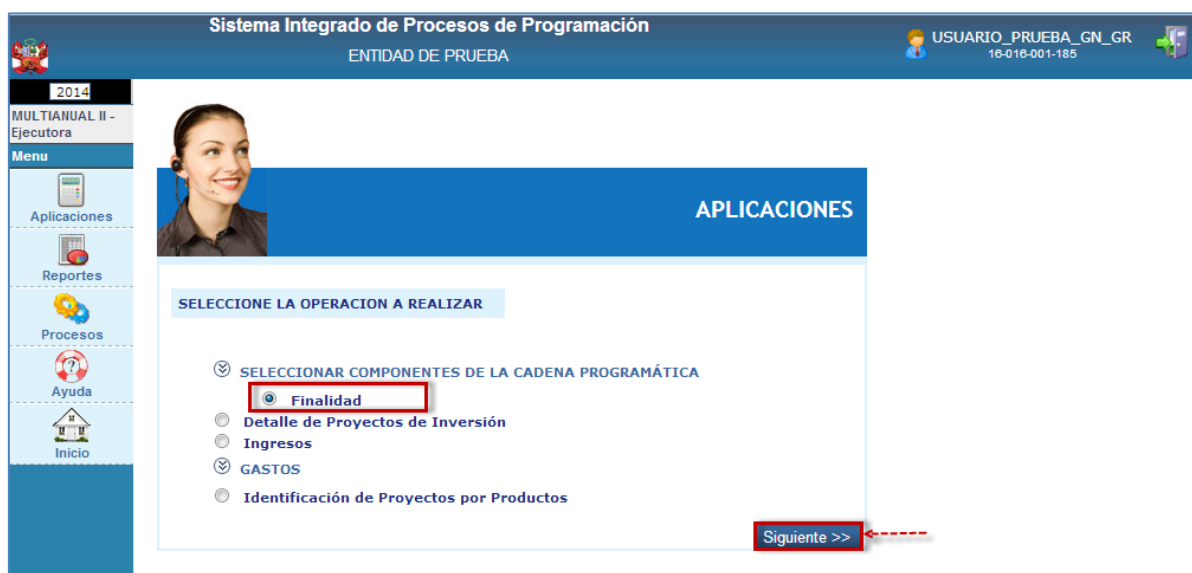 Sistema Integrado de Procesos de Programación
ENTIDAD DE PRUEBA
USUARIO_PRUEBA_GN_GR
16-016-001-185
2014
MULTIANUAL II -
Ejecutora
Menu
Aplicaciones
Reportes
Procesos
Ayuda
Inicio
APLICACIONES
SELECCIONE LA OPERACION A REALIZAR
SELECCIONAR COMPONENTES DE LA CADENA PROGRAMÁTICA
Finalidad
Detalle de Proyectos de Inversión
Ingresos
GASTOS
Identificación de Proyectos por Productos
Siguiente >>